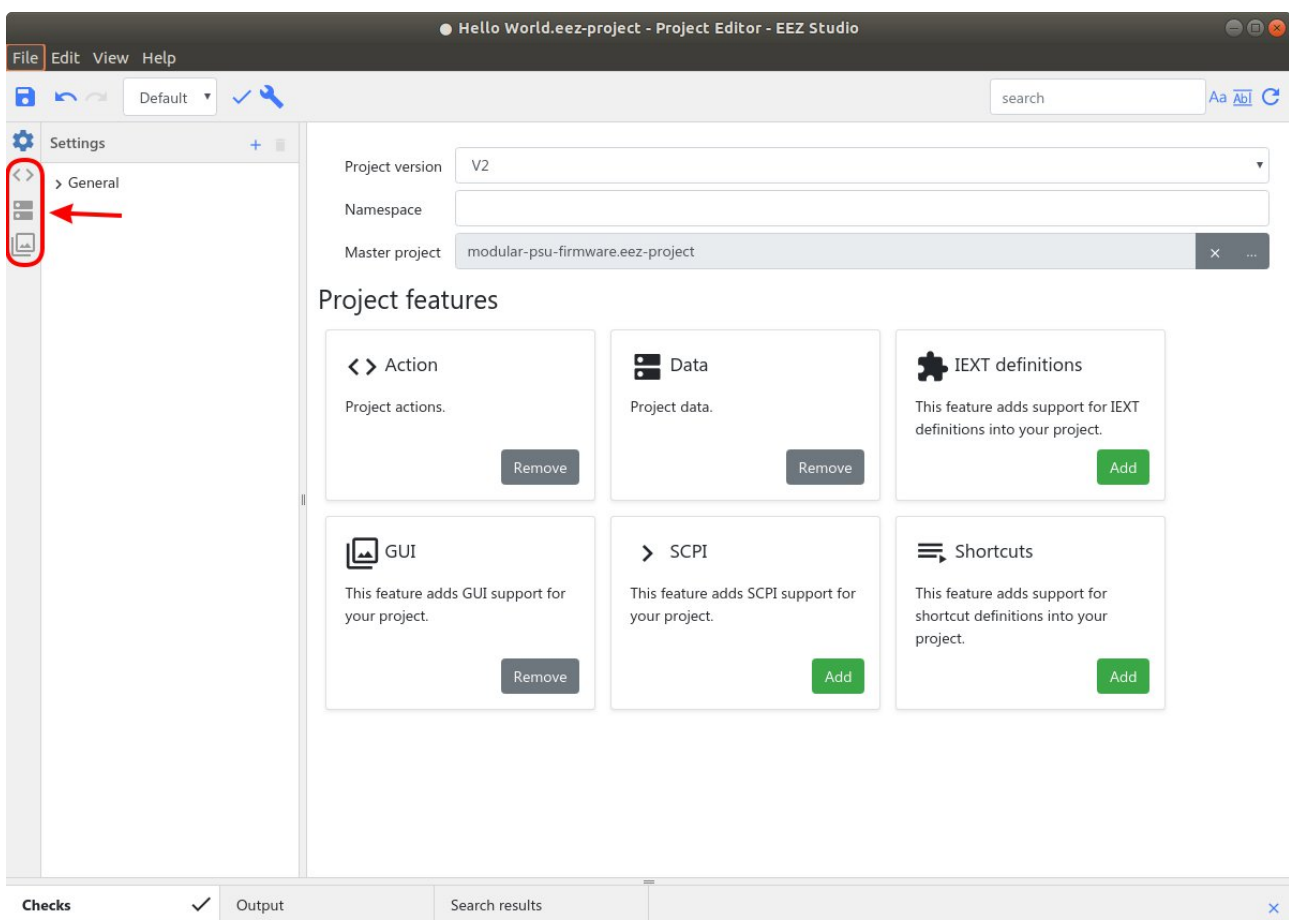 Hello World.eez-project - Project Editor - EEZ Studio
File Edit View Help
Default
search
Aa Abl
Settings
General
Project version V2
Namespace
Master project modular-psu-firmware.eez-project ...
Project features
Action
Project actions.
Remove
Data
Project data.
Remove
IEXT definitions
This feature adds support for IEXT
definitions into your project.
Add
GUI
This feature adds GUI support for
your project.
Remove
SCPI
This feature adds SCPI support for
your project.
Add
Shortcuts
This feature adds support for
shortcut definitions into your
project.
Add
Checks Output Search results